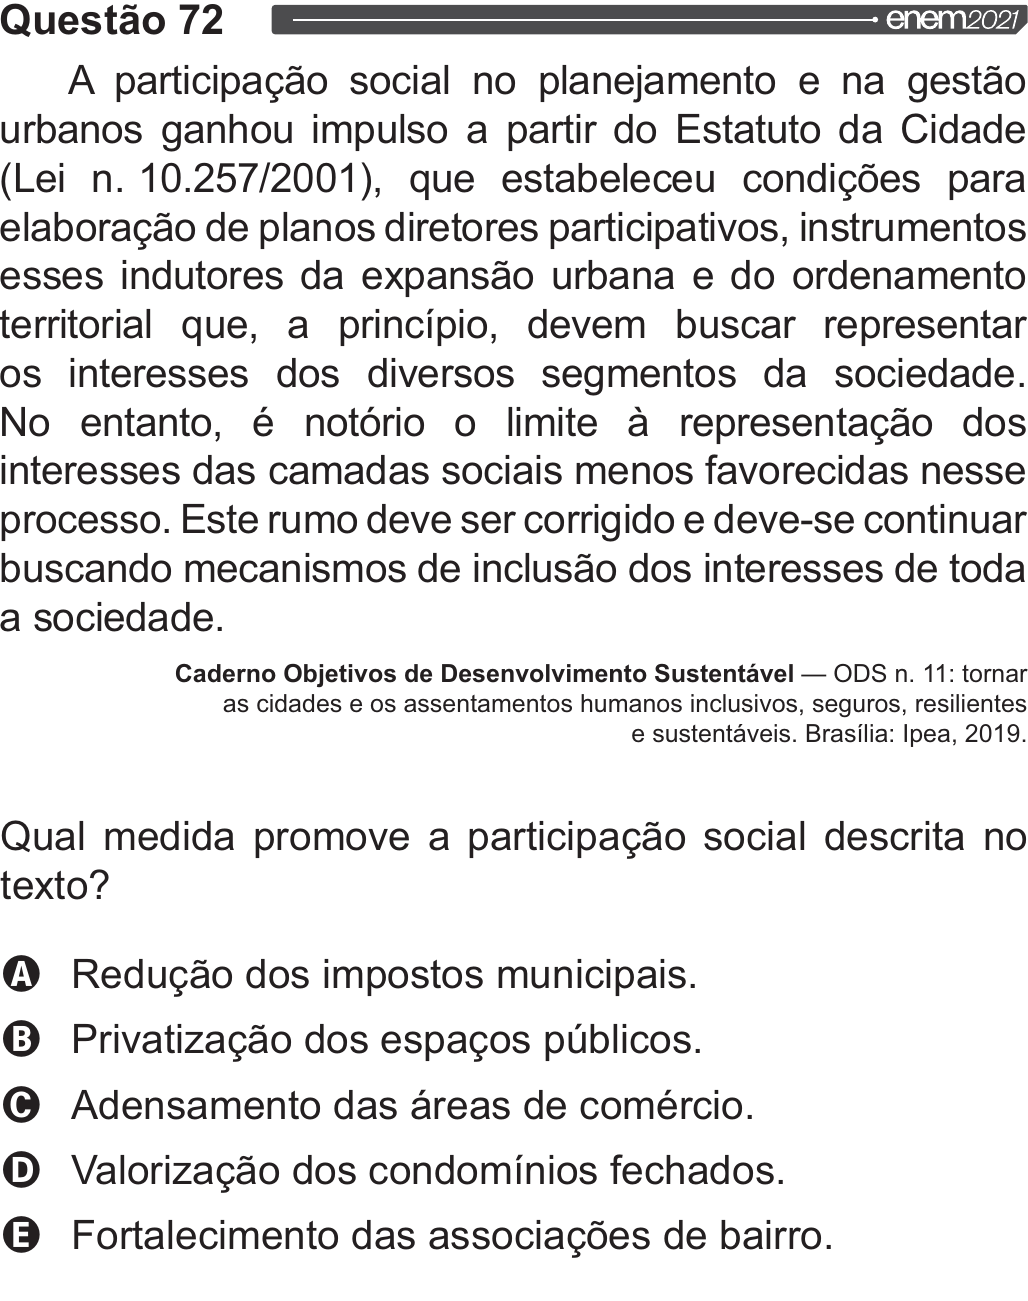 Questão 72
enem2021
A participação social no planejamento e na gestão
urbanos ganhou impulso a partir do Estatuto da Cidade
(Lei n. 10.257/2001), que estabeleceu condições para
elaboração de planos diretores participativos, instrumentos
esses indutores da expansão urbana e do ordenamento
territorial que, a princípio, devem buscar representar
os interesses dos diversos segmentos da sociedade.
No entanto, é notório o limite à representação dos
interesses das camadas sociais menos favorecidas nesse
processo. Este rumo deve ser corrigido e deve-se continuar
buscando mecanismos de inclusão dos interesses de toda
a sociedade.
Caderno Objetivos de Desenvolvimento Sustentável — ODS n. 11: tornar
as cidades e os assentamentos humanos inclusivos, seguros, resilientes
e sustentáveis. Brasília: Ipea, 2019.
Qual medida promove a participação social descrita no
texto?
A Redução dos impostos municipais.
B Privatização dos espaços públicos.
C Adensamento das áreas de comércio.
D Valorização dos condomínios fechados.
E Fortalecimento das associações de bairro.